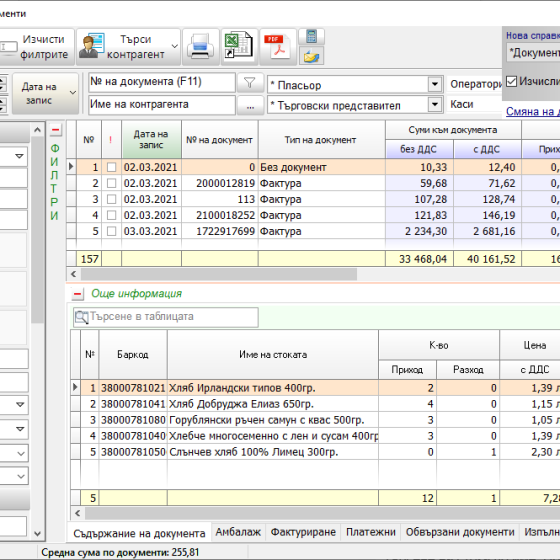 менти
Изчисти филтрите
Търси контрагент
PDF
Нова справк
*Документ
Изчисли
Смяна на д
Дата на запис
№ на документа (F11)
Име на контрагента
...
* Пласьор
* Търговски представител
Оператори
Каси
ФИЛТРИ
№ ! Дата на запис № на документ Тип на документ Суми към документа
без ДДС с ДДС Прих
1 02.03.2021 0 Без документ 10,33 12,40 0,
2 02.03.2021 2000012819 Фактура 59,68 71,62 0,
3 02.03.2021 113 Фактура 107,28 128,74 0,
4 02.03.2021 2100018252 Фактура 121,83 146,19 0,
5 03.03.2021 1722917699 Фактура 2 234,30 2 681,16 0,
157 33 468,04 40 161,52 16
Още информация
Търсене в таблицата
№ Баркод Име на стоката К-во Цена
Приход Разход с ДДС
1 38000781021 Хляб Ирландски типов 400гр. 2 0 1,39 л
2 38000781041 Хляб Добруджа Елиаз 650гр. 4 0 1,15 л
3 38000781080 Горублянски ръчен самун с квас 500гр. 3 0 1,05 л
4 38000781040 Хлебче многосеменно с лен и сусам 400гр 3 0 1,39 л
5 38000781050 Слънчев хляб 100% Лимец 300гр. 0 1 2,30 л
5 12 1 7,28
Съдържание на документа Амбалаж Фактуриране Платежни Обвързани документи Изпълн
Средна сума по документи: 255,81